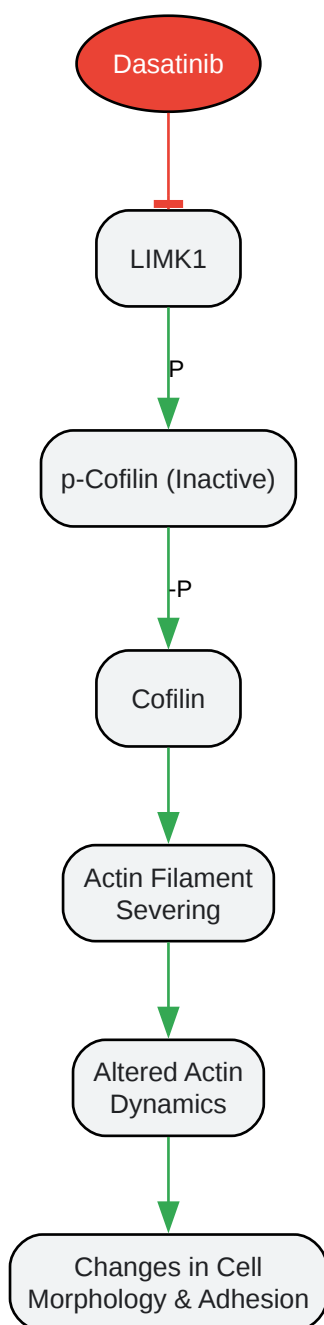 Dasatinib
LIMK1
P
p-Cofilin (Inactive)
-P
Cofilin
Actin Filament
Severing
Altered Actin
Dynamics
Changes in Cell
Morphology & Adhesion